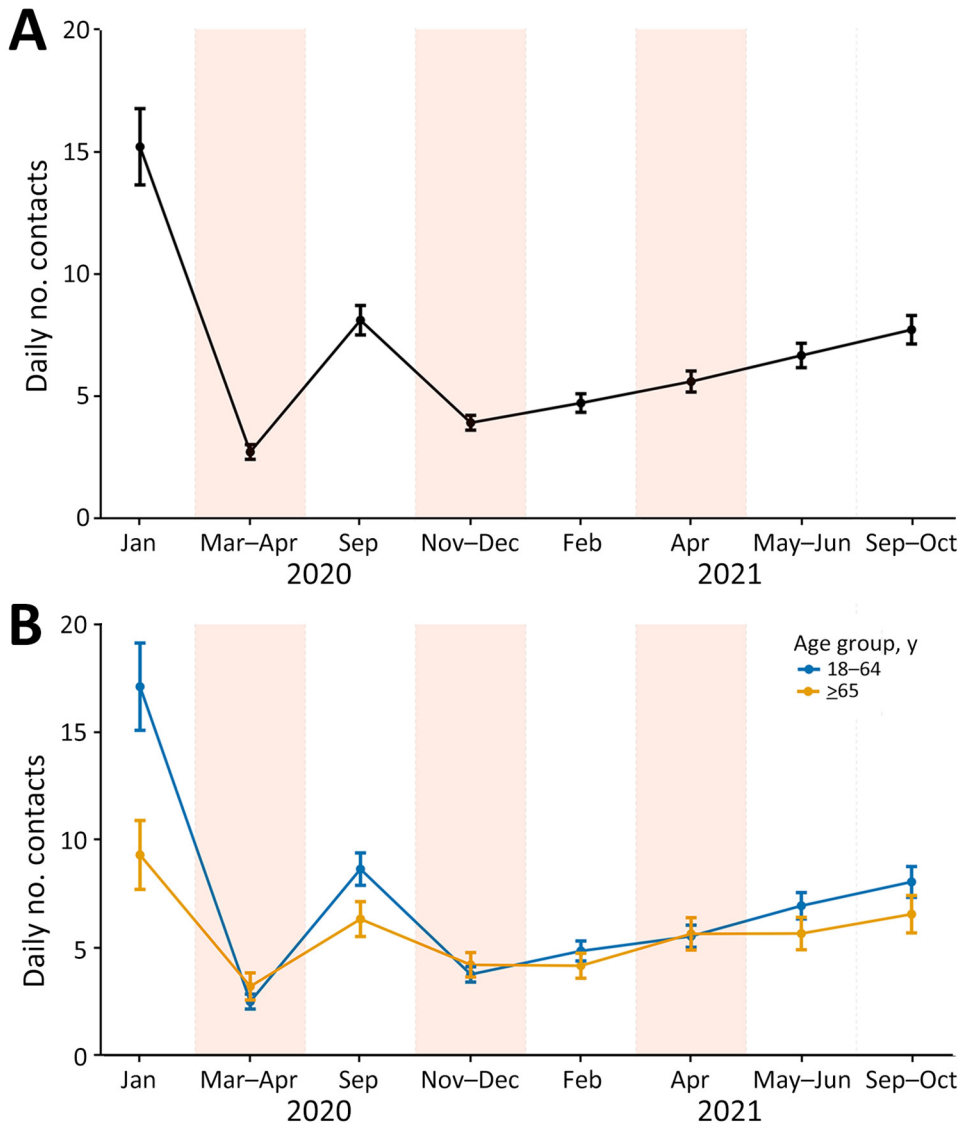 A
Daily no. contacts
20
15
10
5
0
Jan Mar–Apr Sep Nov–Dec Feb Apr May–Jun Sep–Oct
2020 2021
B
Daily no. contacts
20
15
10
5
0
Age group, y
18–64
≥65
Jan Mar–Apr Sep Nov–Dec Feb Apr May–Jun Sep–Oct
2020 2021